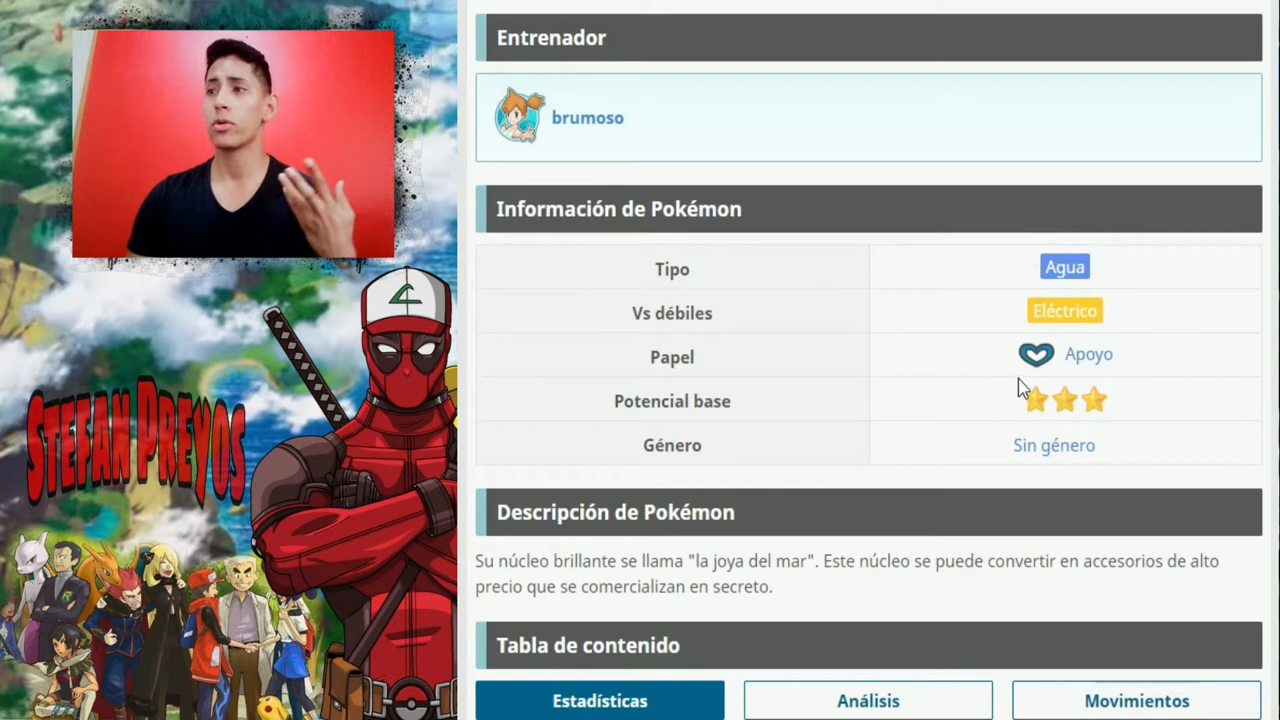 Entrenador
brumoso
Información de Pokémon
Tipo
Agua
Vs débiles
Eléctrico
Papel
Apoyo
Potencial base
Género
Sin género
Descripción de Pokémon
Su núcleo brillante se llama "la joya del mar". Este núcleo se puede convertir en accesorios de alto
precio que se comercializan en secreto.
Tabla de contenido
Estadísticas
Análisis
Movimientos
STEFAN PREYOS